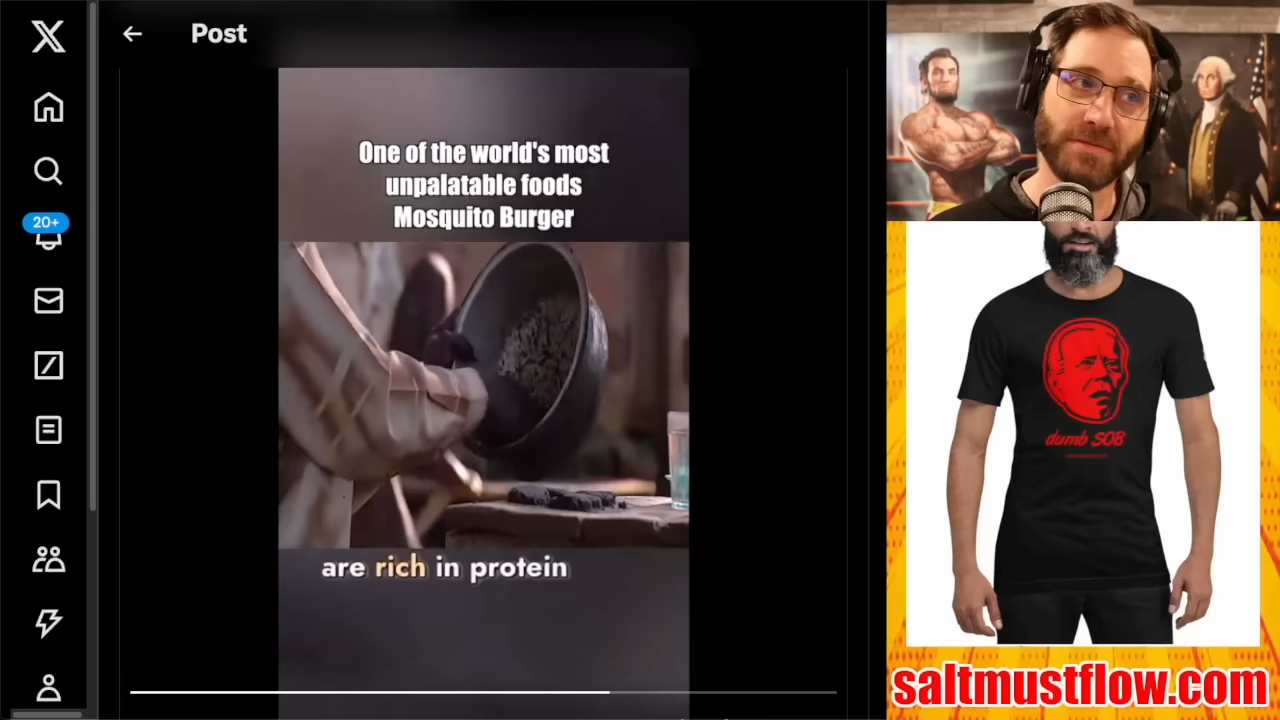 Post
20+
One of the world's most
unpalatable foods
Mosquito Burger
are rich in protein
dumb SOB
saltmustflow.com